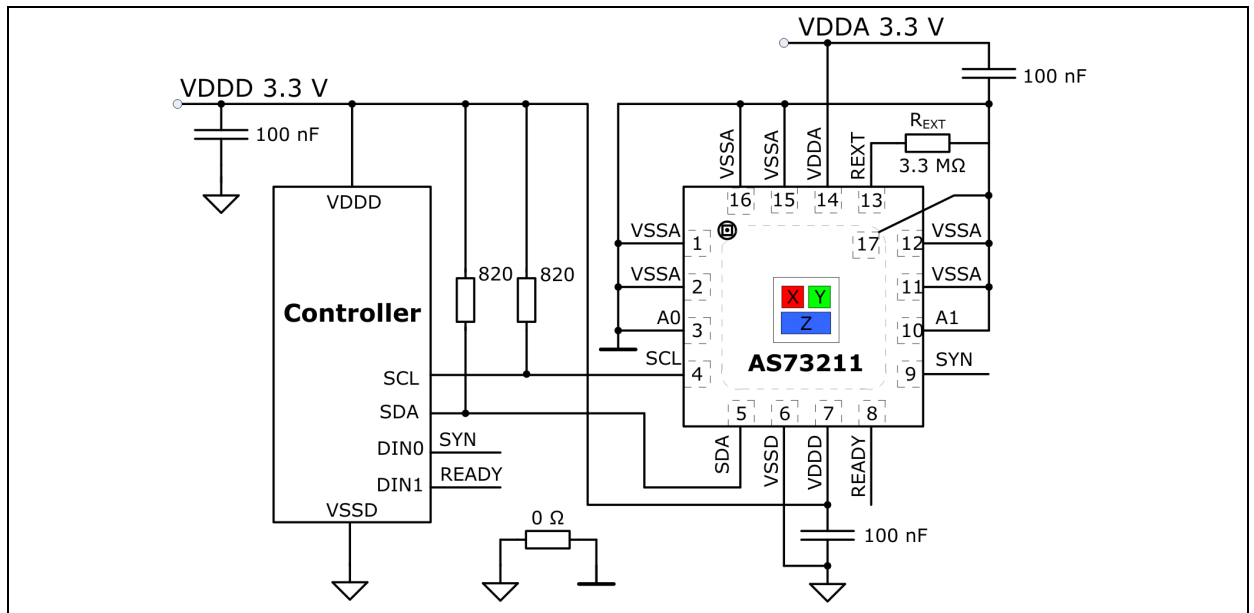 VDDA 3.3 V
100 nF
VDDD 3.3 V
100 nF
VSSA
VSSA
VDDA
REXT
REXT
3.3 MΩ
VDDD
16
15
14
13
VSSA
1
17
12
VSSA
VSSA
2
11
VSSA
820
820
X
Y
Z
Controller
A0
3
10
A1
SCL
4
AS73211
9
SYN
SCL
SDA
5
6
7
8
DIN0
SYN
SDA
VSSD
VDDD
READY
DIN1
READY
VSSD
0 Ω
100 nF